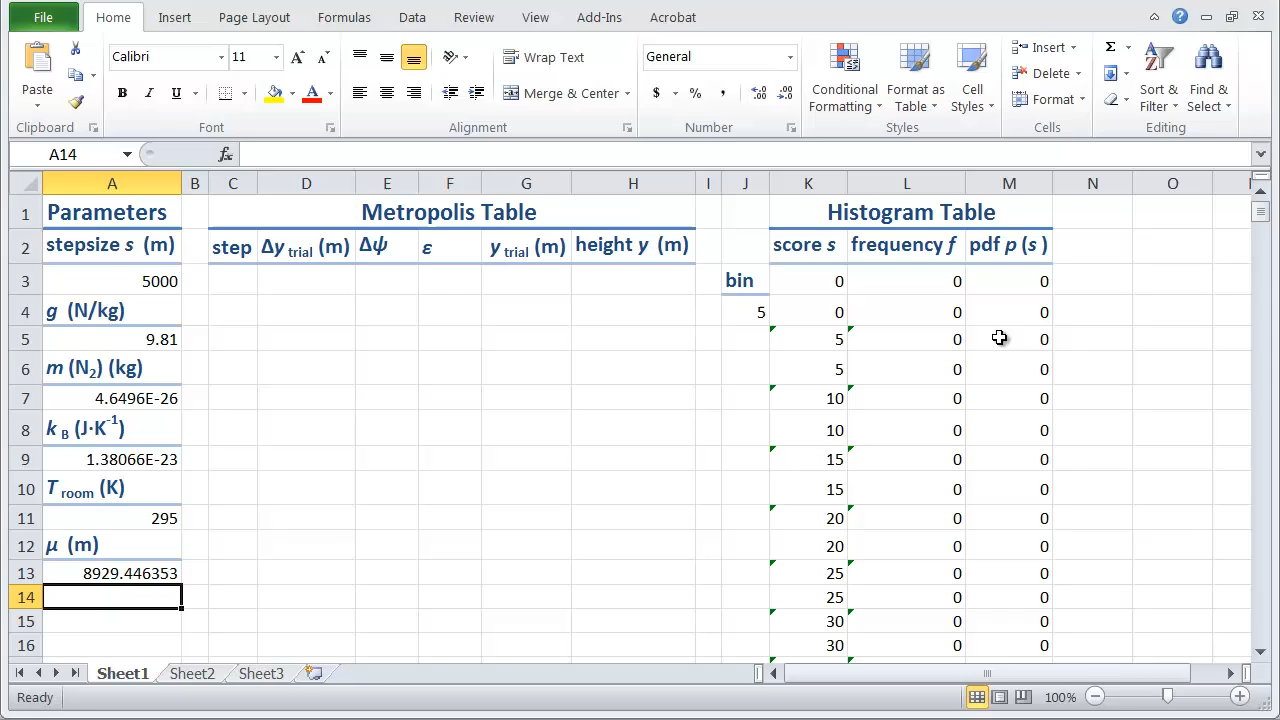 File Home Insert Page Layout Formulas Data Review View Add-Ins Acrobat
Paste
Clipboard
Calibri 11
B I U A
Font
Wrap Text
Merge & Center
Alignment
General
$ % ,
Number
Conditional Formatting
Format as Table
Cell Styles
Styles
Insert
Delete
Format
Cells
Σ
Sort & Filter
Find & Select
Editing
A14 fx
A B C D E F G H I J K L M N O
1 Parameters Metropolis Table Histogram Table
2 stepsize s (m) step Δy trial (m) Δψ ε y trial (m) height y (m) score s frequency f pdf p (s )
3 5000 bin 0 0 0
4 g (N/kg) 5 0 0 0
5 9.81 5 0 0
6 m (N2) (kg) 5 0 0
7 4.6496E-26 10 0 0
8 k B (J·K-1) 10 0 0
9 1.38066E-23 15 0 0
10 T room (K) 15 0 0
11 295 20 0 0
12 μ (m) 20 0 0
13 8929.446353 25 0 0
14 25 0 0
15 30 0 0
16 30 0 0
Sheet1 Sheet2 Sheet3
Ready 100%